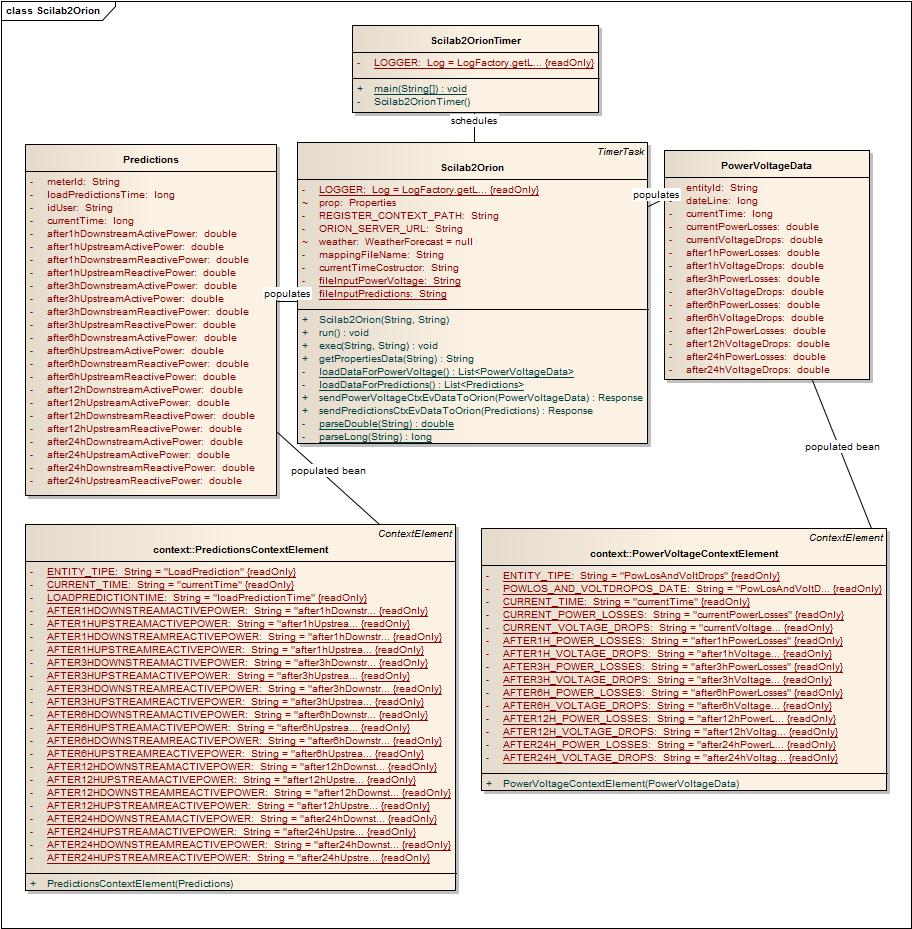 class Scilab2Orion
Scilab2OrionTimer
- LOGGER: Log = LogFactory.getL... {readOnly}
+ main(String[]) : void
- Scilab2OrionTimer()
schedules
Predictions
- meterId: String
- loadPredictionsTime: long
- idUser: String
- currentTime: long
- after1hDownstreamActivePower: double
- after1hUpstreamActivePower: double
- after1hDownstreamReactivePower: double
- after1hUpstreamReactivePower: double
- after3hDownstreamActivePower: double
- after3hUpstreamActivePower: double
- after3hDownstreamReactivePower: double
- after3hUpstreamReactivePower: double
- after6hDownstreamActivePower: double
- after6hUpstreamActivePower: double
- after6hDownstreamReactivePower: double
- after6hUpstreamReactivePower: double
- after12hDownstreamActivePower: double
- after12hUpstreamActivePower: double
- after12hDownstreamReactivePower: double
- after12hUpstreamReactivePower: double
- after24hDownstreamActivePower: double
- after24hUpstreamActivePower: double
- after24hDownstreamReactivePower: double
- after24hUpstreamReactivePower: double
populates
TimerTask
Scilab2Orion
- LOGGER: Log = LogFactory.getL... {readOnly}
~ prop: Properties
- REGISTER_CONTEXT_PATH: String
- ORION_SERVER_URL: String
~ weather: WeatherForecast = null
- mappingFileName: String
- currentTimeCostructor: String
- fileInputPowerVoltage: String
- fileInputPredictions: String
+ Scilab2Orion(String, String)
+ run() : void
+ exec(String, String) : void
+ getPropertiesData(String) : String
- loadDataForPowerVoltage() : List<PowerVoltageData>
- loadDataForPredictions() : List<Predictions>
+ sendPowerVoltageCtxEvDataToOrion(PowerVoltageData) : Response
+ sendPredictionsCtxEvDataToOrion(Predictions) : Response
- parseDouble(String) : double
- parseLong(String) : long
populates
PowerVoltageData
- entityId: String
- dateLine: long
- currentTime: long
- currentPowerLosses: double
- currentVoltageDrops: double
- after1hPowerLosses: double
- after1hVoltageDrops: double
- after3hPowerLosses: double
- after3hVoltageDrops: double
- after6hPowerLosses: double
- after6hVoltageDrops: double
- after12hPowerLosses: double
- after12hVoltageDrops: double
- after24hPowerLosses: double
- after24hVoltageDrops: double
populated bean
populated bean
ContextElement
context::PredictionsContextElement
- ENTITY_TIPE: String = "LoadPrediction" {readOnly}
- CURRENT_TIME: String = "currentTime" {readOnly}
- LOADPREDICTIONTIME: String = "loadPredictionTime" {readOnly}
- AFTER1HDOWNSTREAMACTIVEPOWER: String = "after1hDownstr... {readOnly}
- AFTER1HUPSTREAMACTIVEPOWER: String = "after1hUpstrea... {readOnly}
- AFTER1HDOWNSTREAMREACTIVEPOWER: String = "after1hDownstr... {readOnly}
- AFTER1HUPSTREAMREACTIVEPOWER: String = "after1hUpstrea... {readOnly}
- AFTER3HDOWNSTREAMACTIVEPOWER: String = "after3hDownstr... {readOnly}
- AFTER3HUPSTREAMACTIVEPOWER: String = "after3hUpstrea... {readOnly}
- AFTER3HDOWNSTREAMREACTIVEPOWER: String = "after3hDownstr... {readOnly}
- AFTER3HUPSTREAMREACTIVEPOWER: String = "after3hUpstrea... {readOnly}
- AFTER6HDOWNSTREAMACTIVEPOWER: String = "after6hDownstr... {readOnly}
- AFTER6HUPSTREAMACTIVEPOWER: String = "after6hUpstrea... {readOnly}
- AFTER6HDOWNSTREAMREACTIVEPOWER: String = "after6hDownstr... {readOnly}
- AFTER6HUPSTREAMREACTIVEPOWER: String = "after6hUpstrea... {readOnly}
- AFTER12HDOWNSTREAMACTIVEPOWER: String = "after12hDownst... {readOnly}
- AFTER12HUPSTREAMACTIVEPOWER: String = "after12hUpstre... {readOnly}
- AFTER12HDOWNSTREAMREACTIVEPOWER: String = "after12hDownst... {readOnly}
- AFTER12HUPSTREAMREACTIVEPOWER: String = "after12hUpstre... {readOnly}
- AFTER24HDOWNSTREAMACTIVEPOWER: String = "after24hDownst... {readOnly}
- AFTER24HUPSTREAMACTIVEPOWER: String = "after24hUpstre... {readOnly}
- AFTER24HDOWNSTREAMREACTIVEPOWER: String = "after24hDownst... {readOnly}
- AFTER24HUPSTREAMREACTIVEPOWER: String = "after24hUpstre... {readOnly}
+ PredictionsContextElement(Predictions)
ContextElement
context::PowerVoltageContextElement
- ENTITY_TIPE: String = "PowLosAndVoltDrops" {readOnly}
- POWLOS_AND_VOLTDROPOS_DATE: String = "PowLosAndVoltD... {readOnly}
- CURRENT_TIME: String = "currentTime" {readOnly}
- CURRENT_POWER_LOSSES: String = "currentPowerLosses" {readOnly}
- CURRENT_VOLTAGE_DROPS: String = "currentVoltage... {readOnly}
- AFTER1H_POWER_LOSSES: String = "after1hPowerLosses" {readOnly}
- AFTER1H_VOLTAGE_DROPS: String = "after1hVoltage... {readOnly}
- AFTER3H_POWER_LOSSES: String = "after3hPowerLosses" {readOnly}
- AFTER3H_VOLTAGE_DROPS: String = "after3hVoltage... {readOnly}
- AFTER6H_POWER_LOSSES: String = "after6hPowerLosses" {readOnly}
- AFTER6H_VOLTAGE_DROPS: String = "after6hVoltage... {readOnly}
- AFTER12H_POWER_LOSSES: String = "after12hPowerL... {readOnly}
- AFTER12H_VOLTAGE_DROPS: String = "after12hVoltag... {readOnly}
- AFTER24H_POWER_LOSSES: String = "after24hPowerL... {readOnly}
- AFTER24H_VOLTAGE_DROPS: String = "after24hVoltag... {readOnly}
+ PowerVoltageContextElement(PowerVoltageData)